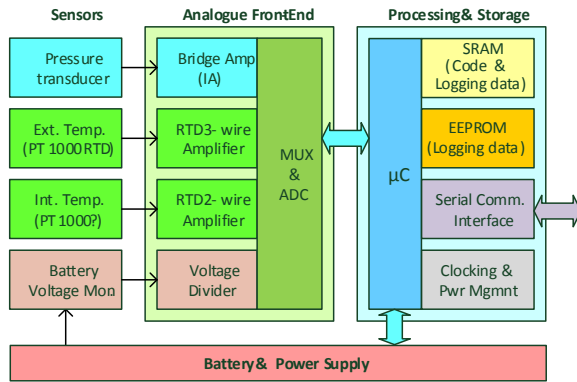 Sensors
Analogue FrontEnd
Processing& Storage
Pressure
transducer
Bridge Amp
(IA)
SRAM
(Code &
Logging data)
Ext. Temp.
(PT 1000 RTD)
RTD3- wire
Amplifier
MUX
&
ADC
µC
EEPROM
(Logging data)
Int. Temp.
(PT 1000?)
RTD2- wire
Amplifier
Serial Comm.
Interface
Battery
Voltage Mon.
Voltage
Divider
Clocking &
Pwr Mgmnt
Battery& Power Supply